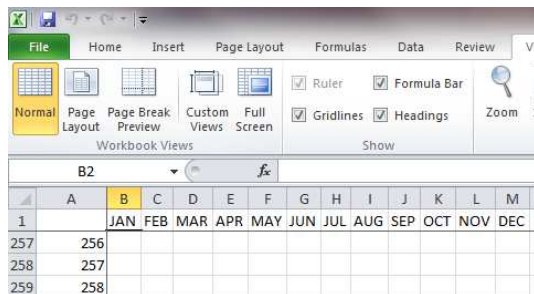 File Home Insert Page Layout Formulas Data Review V
Normal Page Layout Page Break Preview Custom Views Full Screen Ruler Formula Bar Gridlines Headings Zoom
Workbook Views Show
B2 fx
A B C D E F G H I J K L M
1 JAN FEB MAR APR MAY JUN JUL AUG SEP OCT NOV DEC
257 256
258 257
259 258